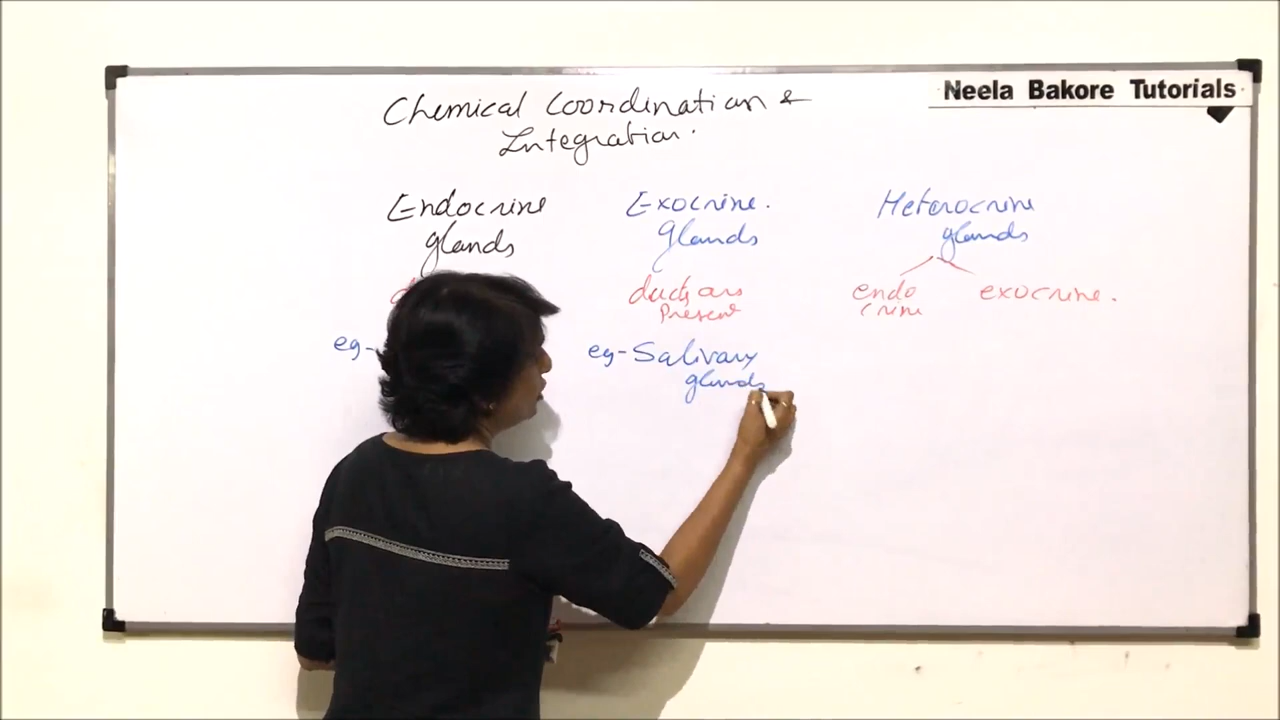 Neela Bakore Tutorials
Chemical Coordination &
Integration.
Endocrine
glands
Exocrine.
glands
ducts are
Present
eg-Salivary
glands
Heterocrine
glands
endo
crine
exocrine.
eg-